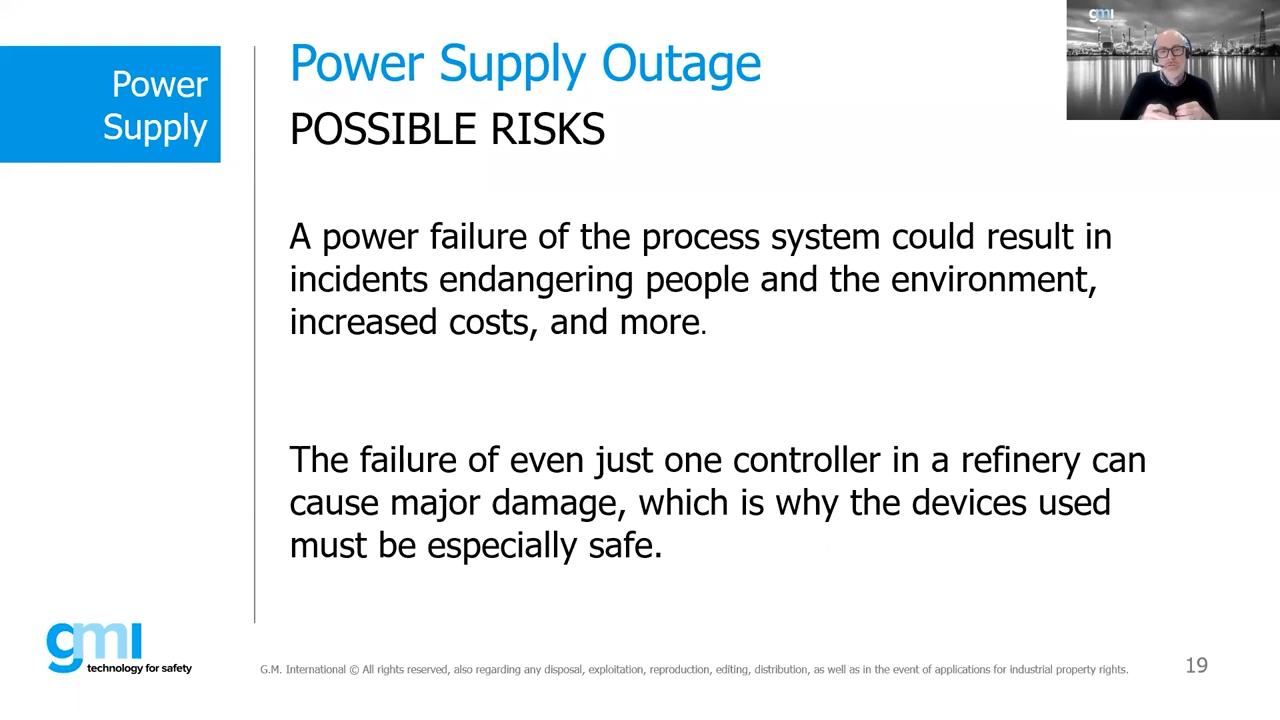 Power
Supply
Power Supply Outage
POSSIBLE RISKS
gmi
A power failure of the process system could result in
incidents endangering people and the environment,
increased costs, and more.
The failure of even just one controller in a refinery can
cause major damage, which is why the devices used
must be especially safe.
gmi
technology for safety
G.M. International © All rights reserved, also regarding any disposal, exploitation, reproduction, editing, distribution, as well as in the event of applications for industrial property rights.
19